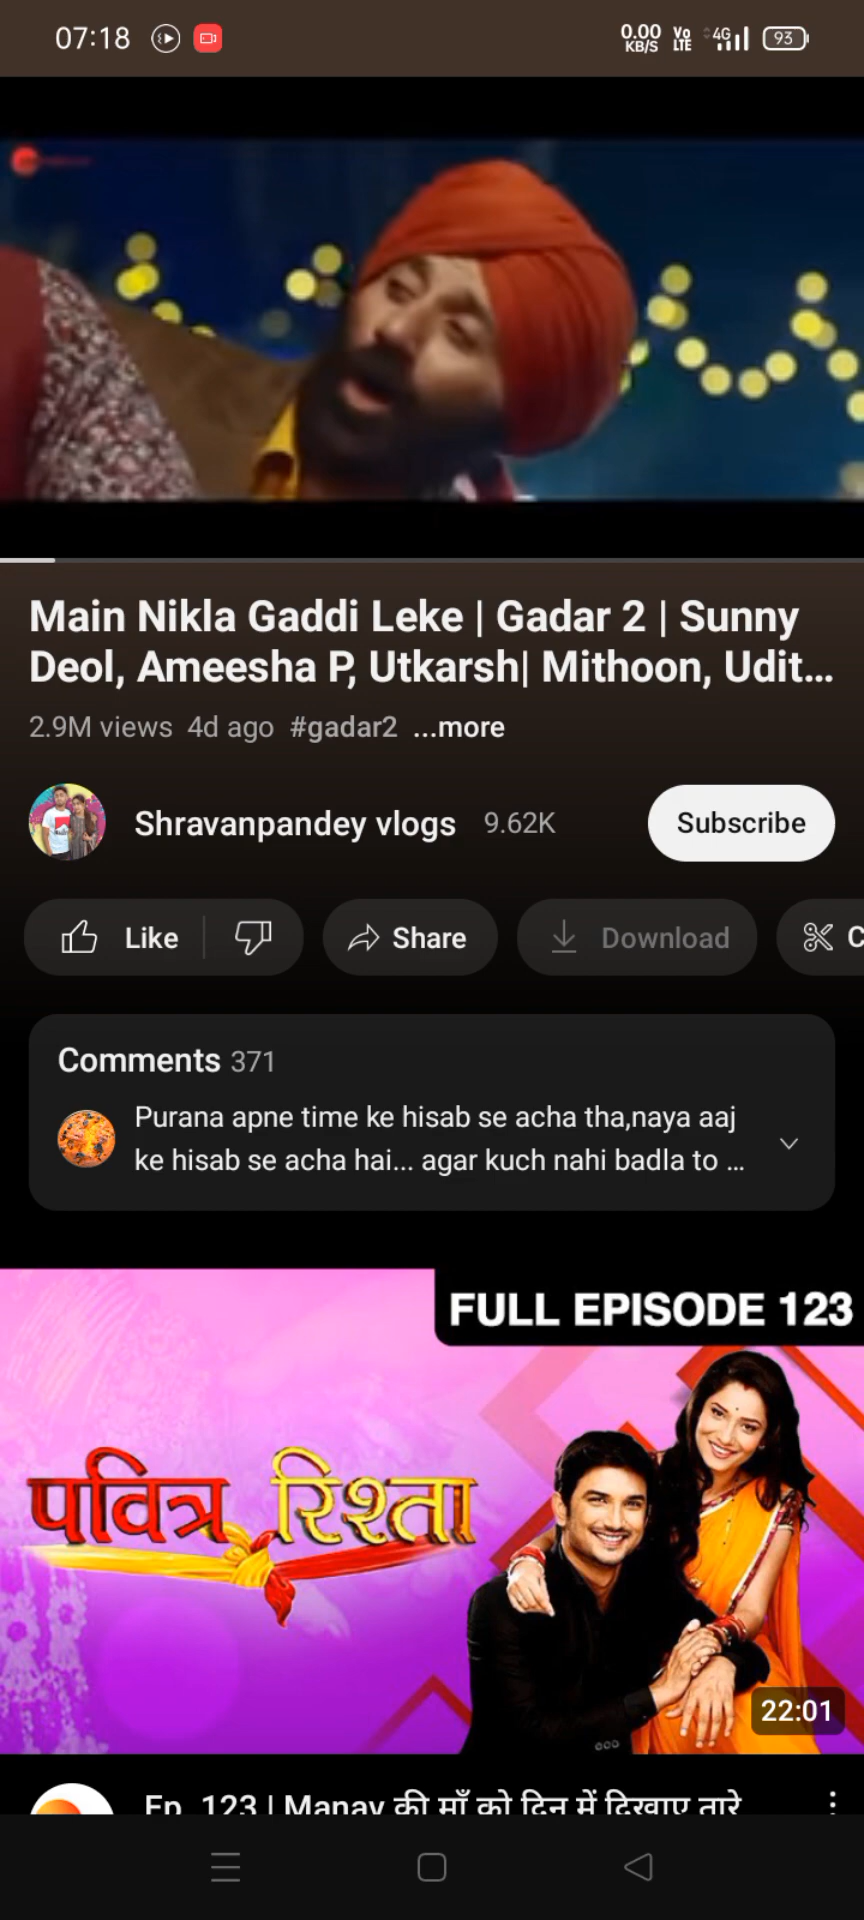 07:18
0.00 KB/S Vo LTE 4G 93
Main Nikla Gaddi Leke | Gadar 2 | Sunny
Deol, Ameesha P, Utkarsh| Mithoon, Udit...
2.9M views 4d ago #gadar2 ...more
Shravanpandey vlogs 9.62K Subscribe
Like Share Download C
Comments 371
Purana apne time ke hisab se acha tha,naya aaj
ke hisab se acha hai... agar kuch nahi badla to ...
FULL EPISODE 123
पवित्र रिश्ता
22:01
Ep 123 | Manav की माँ को दिन में दिखाए तारे